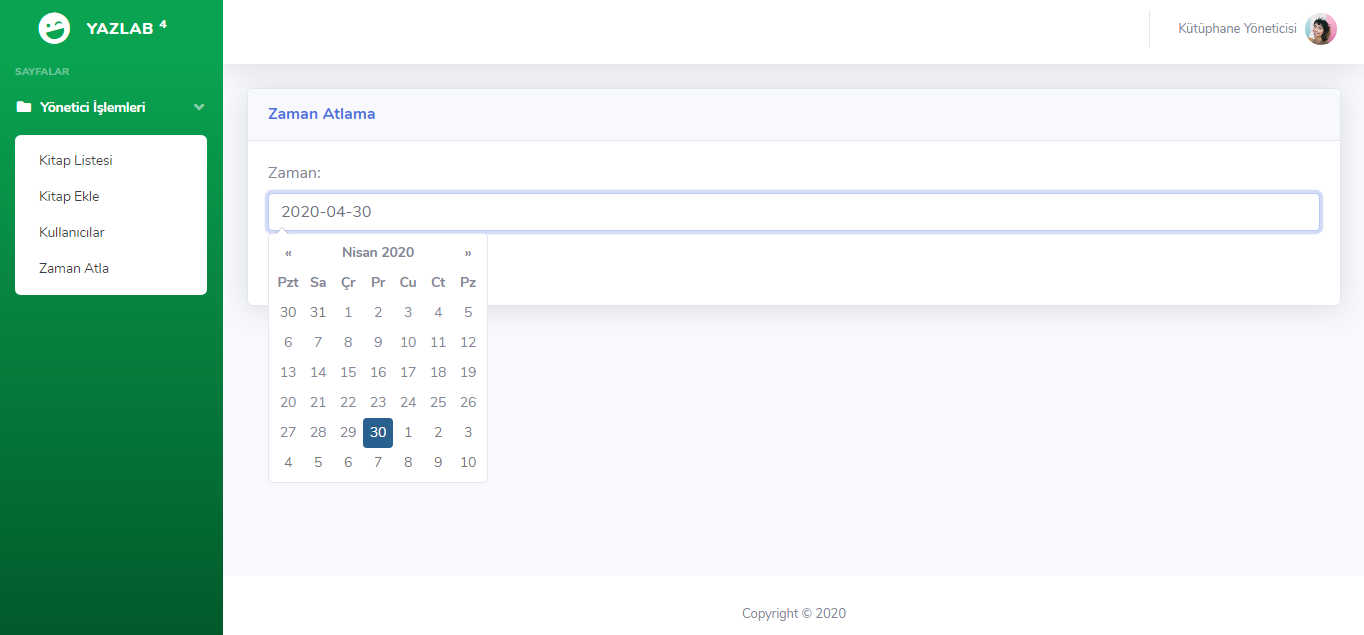 YAZLAB 4
Kütüphane Yöneticisi
SAYFALAR
Yönetici İşlemleri
Kitap Listesi
Kitap Ekle
Kullanıcılar
Zaman Atla
Zaman Atlama
Zaman:
2020-04-30
« Nisan 2020 »
Pzt Sa Çr Pr Cu Ct Pz
30 31 1 2 3 4 5
6 7 8 9 10 11 12
13 14 15 16 17 18 19
20 21 22 23 24 25 26
27 28 29 30 1 2 3
4 5 6 7 8 9 10
Copyright © 2020